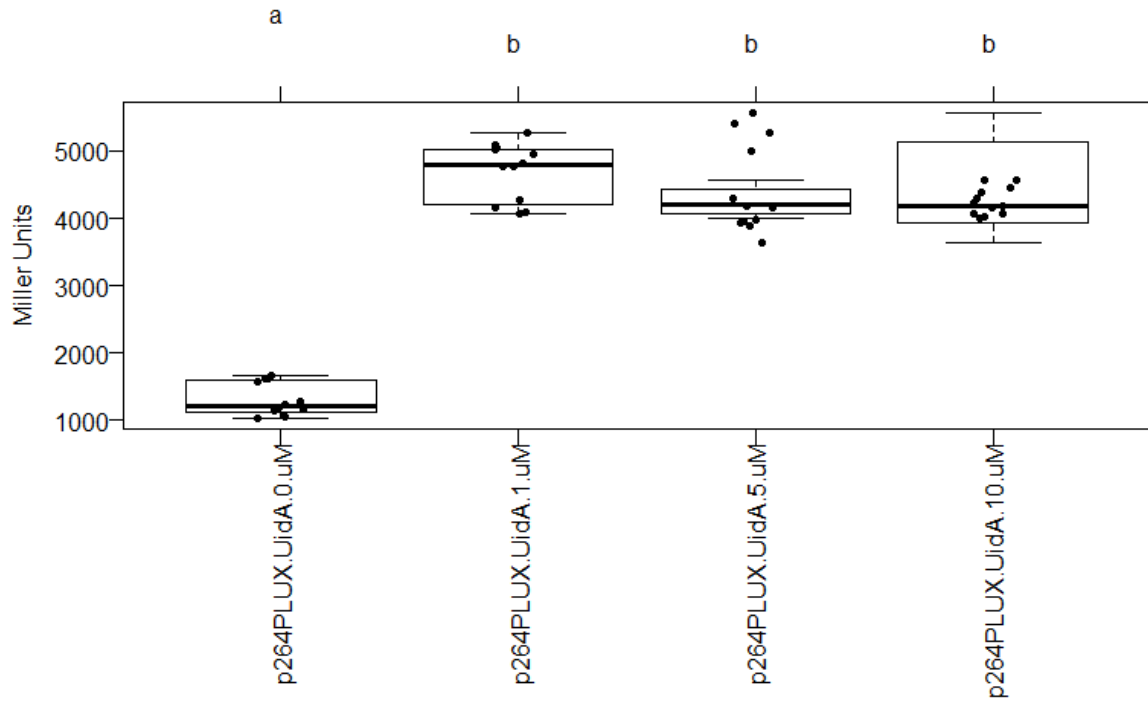 a
b b b
Miller Units
5000
4000
3000
2000
1000
p264PLUX.UidA.0.uM
p264PLUX.UidA.1.uM
p264PLUX.UidA.5.uM
p264PLUX.UidA.10.uM